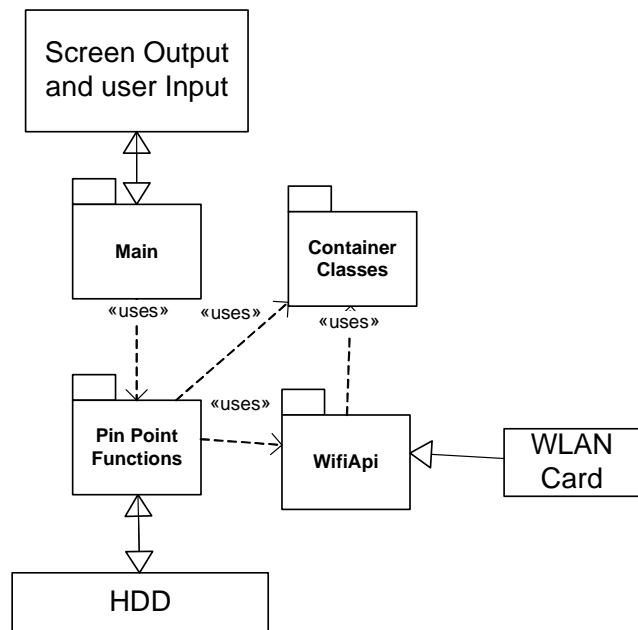 Screen Output
and user Input
Main
Container
Classes
«uses»
«uses»
«uses»
«uses»
Pin Point
Functions
WifiApi
WLAN
Card
HDD